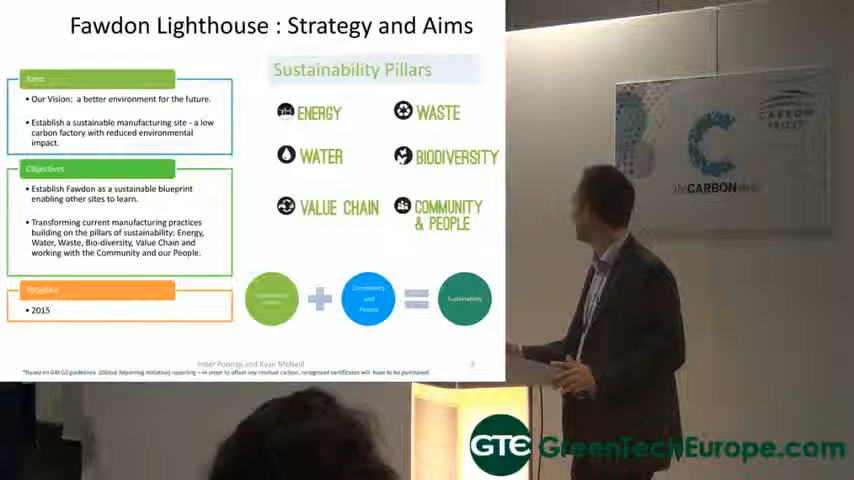 Fawdon Lighthouse : Strategy and Aims
Sustainability Pillars
• Our Vision: a better environment for the future.
• Establish a sustainable manufacturing site - a low
carbon factory with reduced environmental
impact.
Objectives
• Establish Fawdon as a sustainable blueprint
enabling other sites to learn.
• Transforming current manufacturing practices
building on the pillars of sustainability: Energy,
Water, Waste, Bio-diversity, Value Chain and
working with the Community and our People.
• 2015
ENERGY
WASTE
WATER
BIODIVERSITY
VALUE CHAIN
COMMUNITY
& PEOPLE
Community
and
People
Sustainability
Inder Poonaji and Ryan McNeill
*Based on GRI G3 guidelines (Global Reporting Initiative) reporting – in order to offset any residual carbon, recognised certificates will have to be purchased.
CARBON
TRUST
GTE GreenTechEurope.com